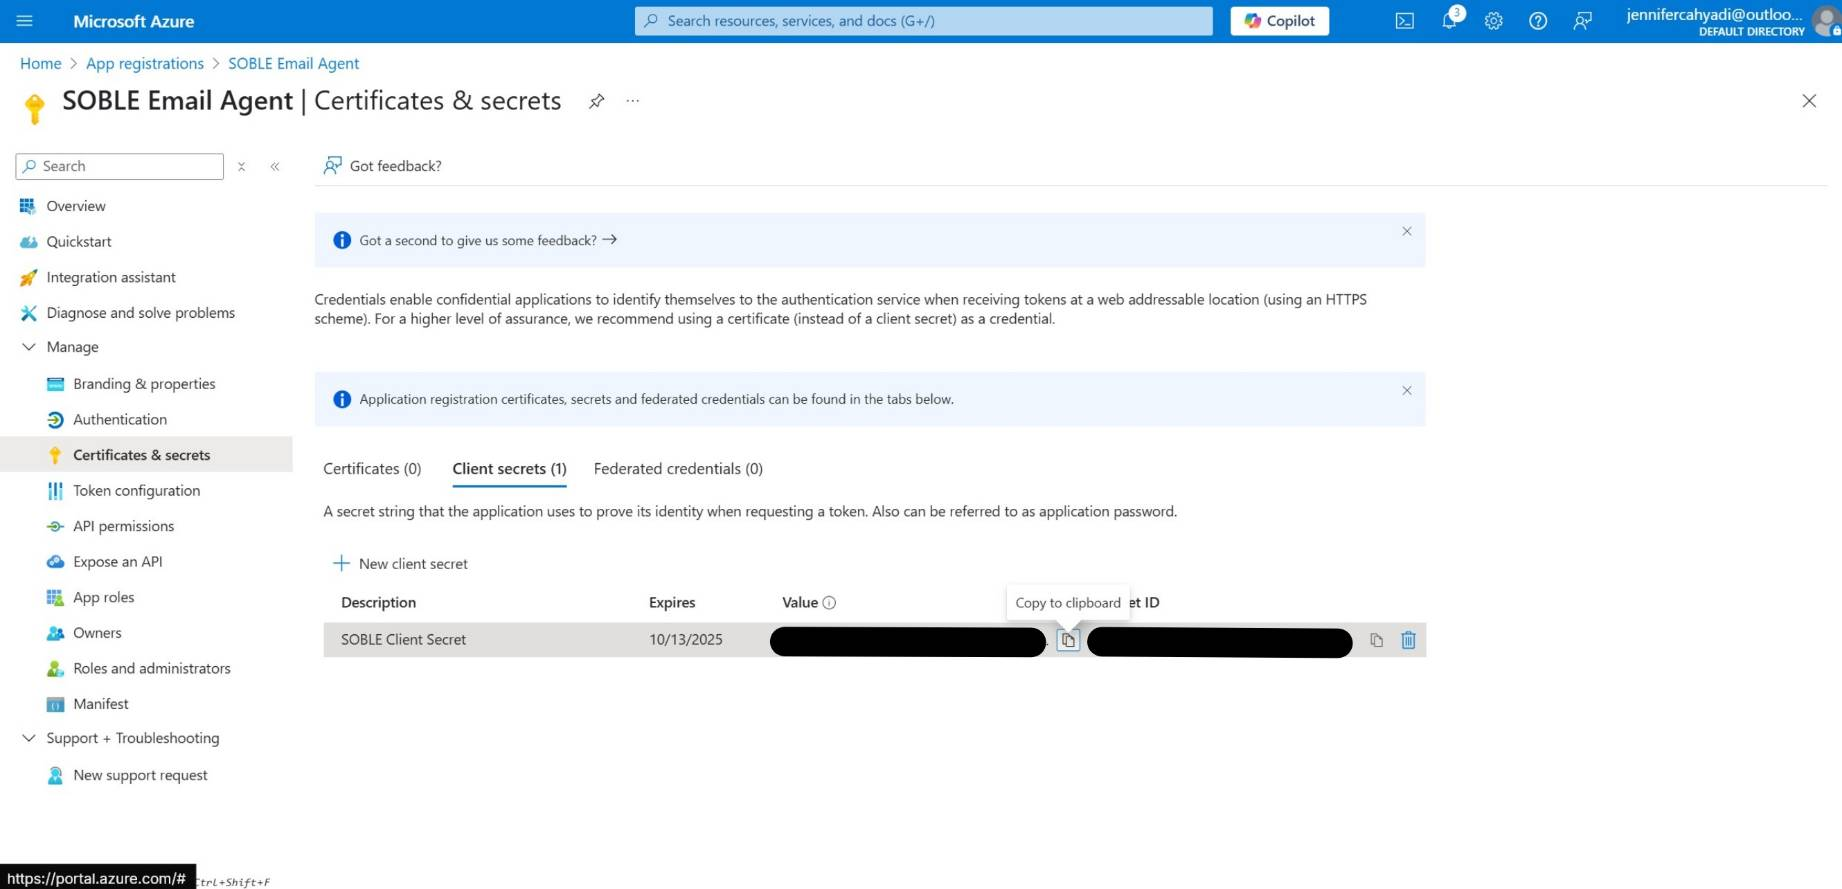 Microsoft Azure
Search resources, services, and docs (G+/)
Copilot
3
jennifercahyadi@outloo...
DEFAULT DIRECTORY
Home > App registrations > SOBLE Email Agent
SOBLE Email Agent | Certificates & secrets
Search
Got feedback?
Overview
Quickstart
Integration assistant
Diagnose and solve problems
Manage
Branding & properties
Authentication
Certificates & secrets
Token configuration
API permissions
Expose an API
App roles
Owners
Roles and administrators
Manifest
Support + Troubleshooting
New support request
Got a second to give us some feedback? →
Credentials enable confidential applications to identify themselves to the authentication service when receiving tokens at a web addressable location (using an HTTPS
scheme). For a higher level of assurance, we recommend using a certificate (instead of a client secret) as a credential.
Application registration certificates, secrets and federated credentials can be found in the tabs below.
Certificates (0) Client secrets (1) Federated credentials (0)
A secret string that the application uses to prove its identity when requesting a token. Also can be referred to as application password.
New client secret
Description Expires Value Copy to clipboard et ID
SOBLE Client Secret 10/13/2025
https://portal.azure.com/# Ctrl+Shift+F